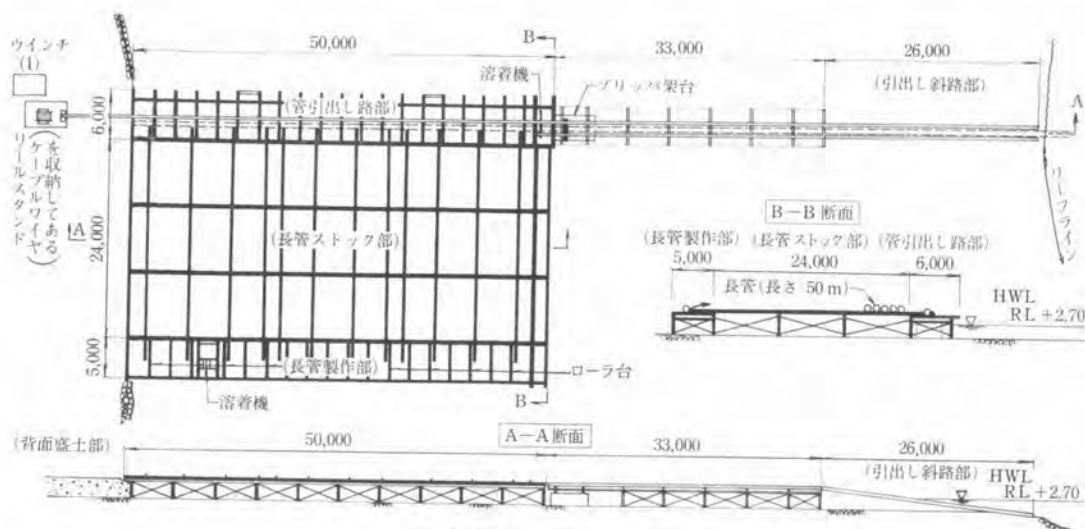 50,000
B
33,000
26,000
ウインチ
(1)
溶着機
プリッパ架台
(引出し斜路部)
6,000
(管引出し路部)
A
リールスタンド
(ケーブルワイヤ
を収納してある)
A
24,000
(長管ストック部)
リーフライン
B−B 断面
(長管製作部) (長管ストック部) (管引出し路部)
5,000
24,000
6,000
長管(長さ 50 m)
HWL
RL +2.70
5,000
(長管製作部)
ローラ台
溶着機
B
(背面盛土部)
50,000
A−A 断面
33,000
26,000
(引出し斜路部)
HWL
RL +2.70